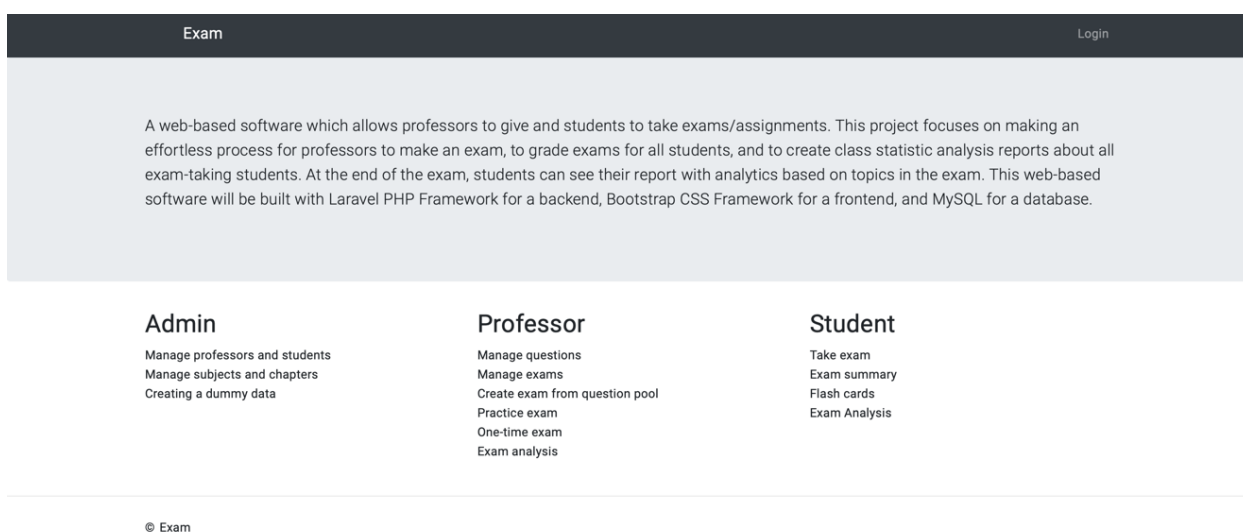 Exam
Login
A web-based software which allows professors to give and students to take exams/assignments. This project focuses on making an
effortless process for professors to make an exam, to grade exams for all students, and to create class statistic analysis reports about all
exam-taking students. At the end of the exam, students can see their report with analytics based on topics in the exam. This web-based
software will be built with Laravel PHP Framework for a backend, Bootstrap CSS Framework for a frontend, and MySQL for a database.
Admin
Manage professors and students
Manage subjects and chapters
Creating a dummy data
Professor
Manage questions
Manage exams
Create exam from question pool
Practice exam
One-time exam
Exam analysis
Student
Take exam
Exam summary
Flash cards
Exam Analysis
© Exam